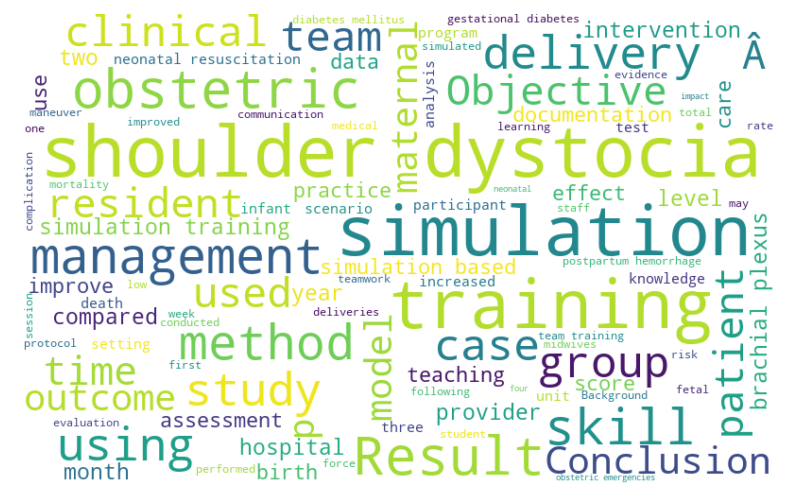 diabetes mellitus
gestational diabetes
clinical
team
program
intervention
simulated
delivery
Â
two
neonatal resuscitation
data
maternal
analysis
evidence
use
obstetric
Objective
impact
care
maneuver
communication
documentation
one
improved
medical
learning
test
total
rate
shoulder
dystocia
complication
mortality
resident
practice
neonatal
effect
level
may
infant
scenario
participant
staff
simulation training
simulation
management
simulation based
postpartum hemorrhage
brachial plexus
improve
low
teamwork
increased
knowledge
patient
death
used
year
training
session
compared
week
deliveries
conducted
protocol
setting
method
model
case
team training
midwives
risk
first
group
time
teaching
score
outcome
study
following
four
unit
Background
fetal
evaluation
assessment
p
three
provider
student
skill
using
hospital
Result
Conclusion
month
performed
birth
force
obstetric emergencies